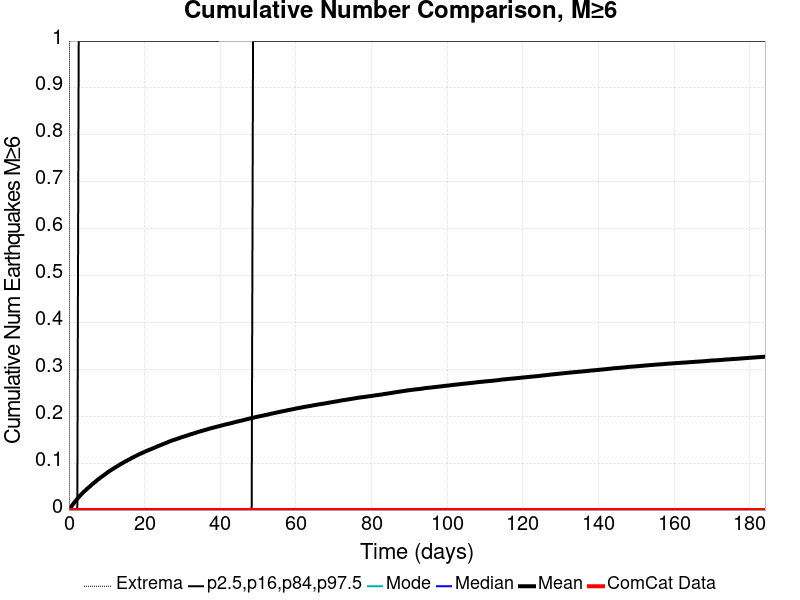 Cumulative Number Comparison, M≥6
Cumulative Num Earthquakes M≥6
1
0.9
0.8
0.7
0.6
0.5
0.4
0.3
0.2
0.1
0
0 20 40 60 80 100 120 140 160 180
Time (days)
Extrema p2.5,p16,p84,p97.5 Mode Median Mean ComCat Data